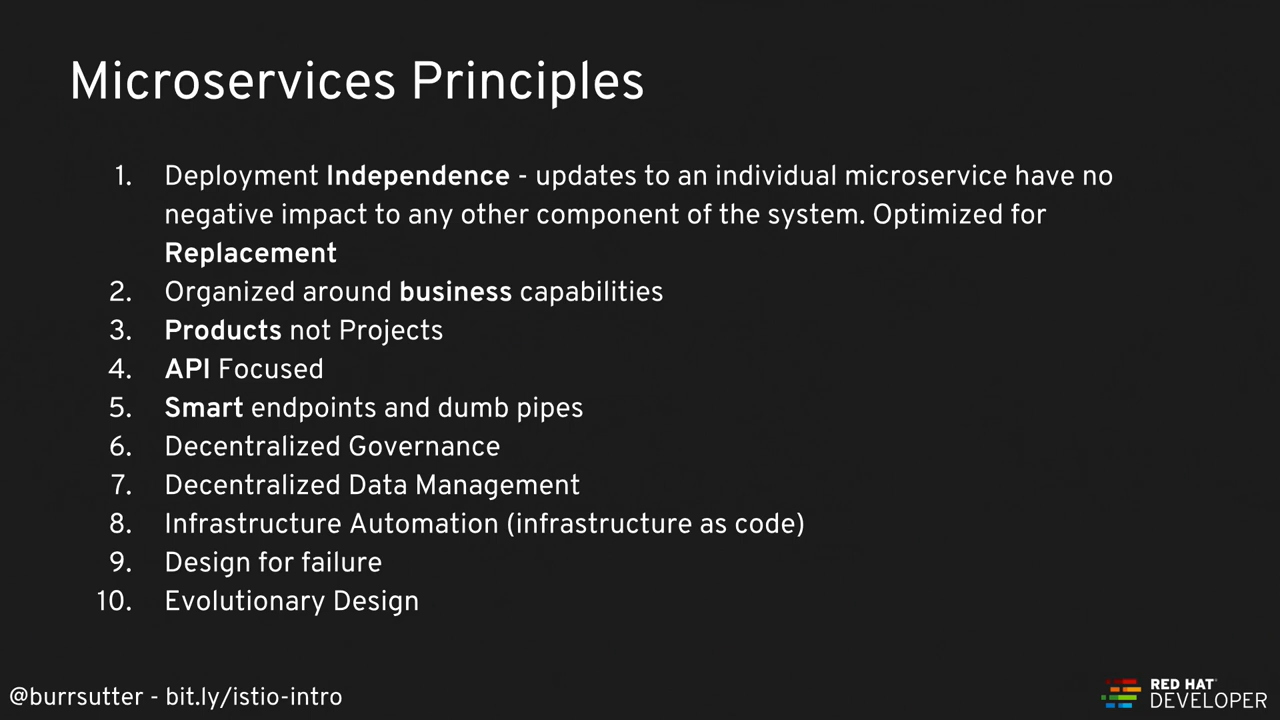 Microservices Principles
1. Deployment Independence - updates to an individual microservice have no
negative impact to any other component of the system. Optimized for
Replacement
2. Organized around business capabilities
3. Products not Projects
4. API Focused
5. Smart endpoints and dumb pipes
6. Decentralized Governance
7. Decentralized Data Management
8. Infrastructure Automation (infrastructure as code)
9. Design for failure
10. Evolutionary Design
@burrsutter - bit.ly/istio-intro
RED HAT
DEVELOPER